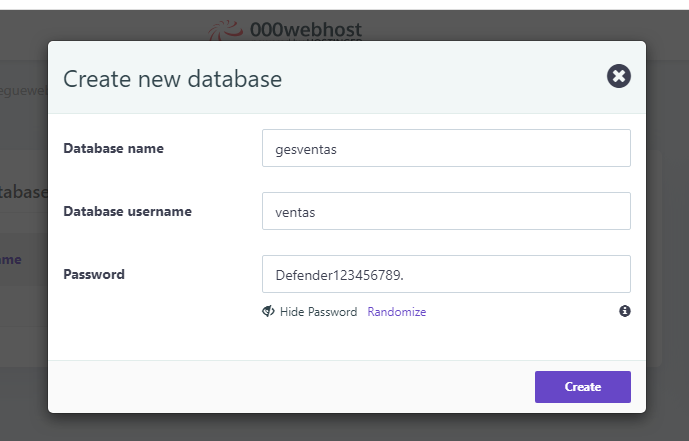 000webhost
Create new database
Database name
gesventas
Database username
ventas
Password
Defender123456789.
Hide Password Randomize
Create